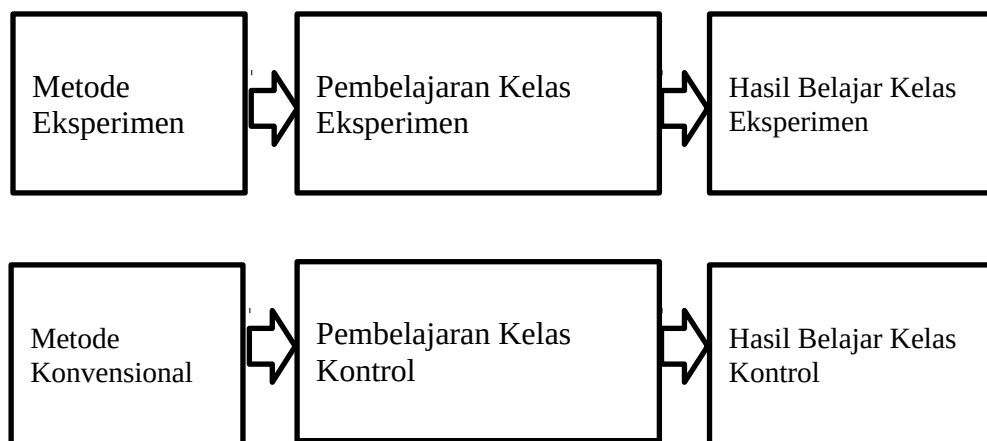 Metode
Eksperimen
Pembelajaran Kelas
Eksperimen
Hasil Belajar Kelas
Eksperimen
Metode
Konvensional
Pembelajaran Kelas
Kontrol
Hasil Belajar Kelas
Kontrol